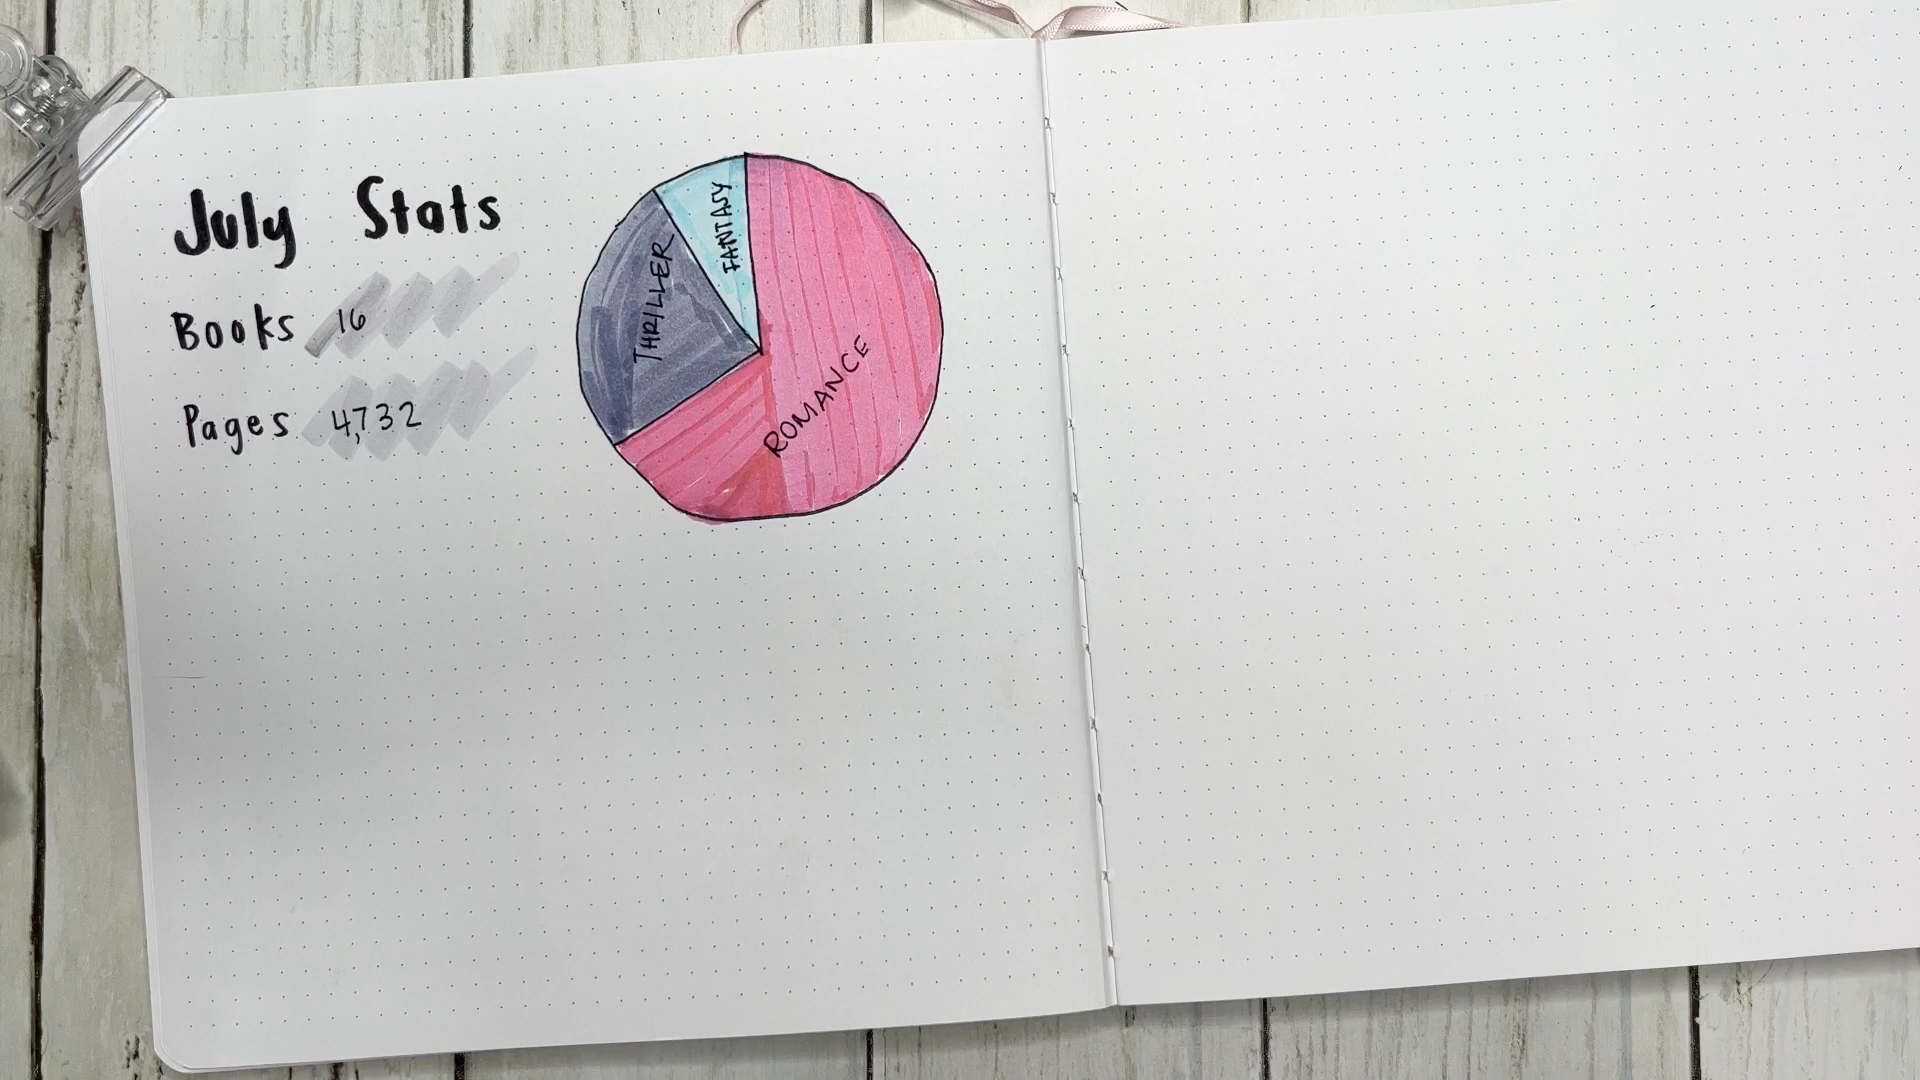 July Stats
Books 16
Pages 4,732
FANTASY
THRILLER
ROMANCE